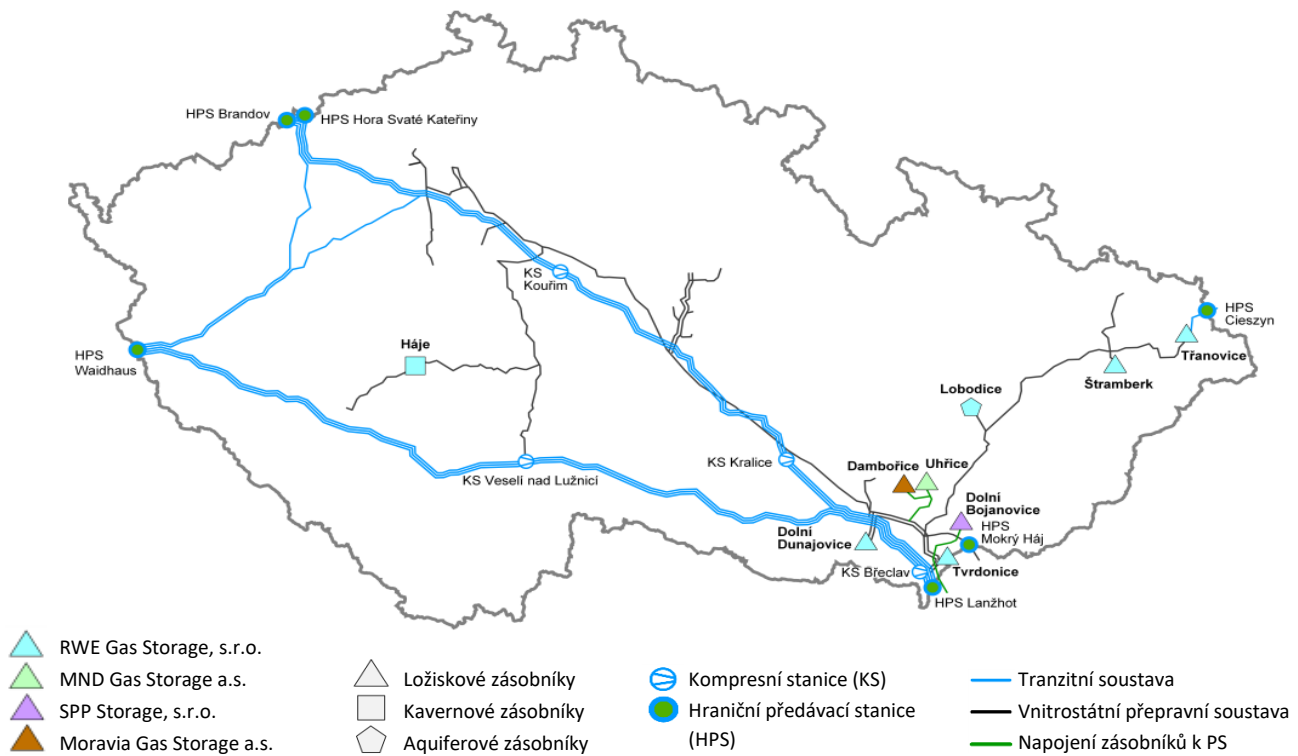 HPS Brandov
HPS Hora Svaté Kateřiny
KS
Kouřim
HPS
Cieszyn
HPS
Waidhaus
Háje
Třanovice
Štramberk
Lobodice
KS Kralice
Dambořice
Uhřice
KS Veselí nad Lužnicí
Dolní
Bojanovice
HPS
Mokrý Háj
Dolní
Dunajovice
KS Břeclav
Tvrdonice
HPS Lanžhot
RWE Gas Storage, s.r.o.
MND Gas Storage a.s.
SPP Storage, s.r.o.
Moravia Gas Storage a.s.
Ložiskové zásobníky
Kavernové zásobníky
Aquiferové zásobníky
Kompresní stanice (KS)
Hraniční předávací stanice
(HPS)
Tranzitní soustava
Vnitrostátní přepravní soustava
Napojení zásobníků k PS